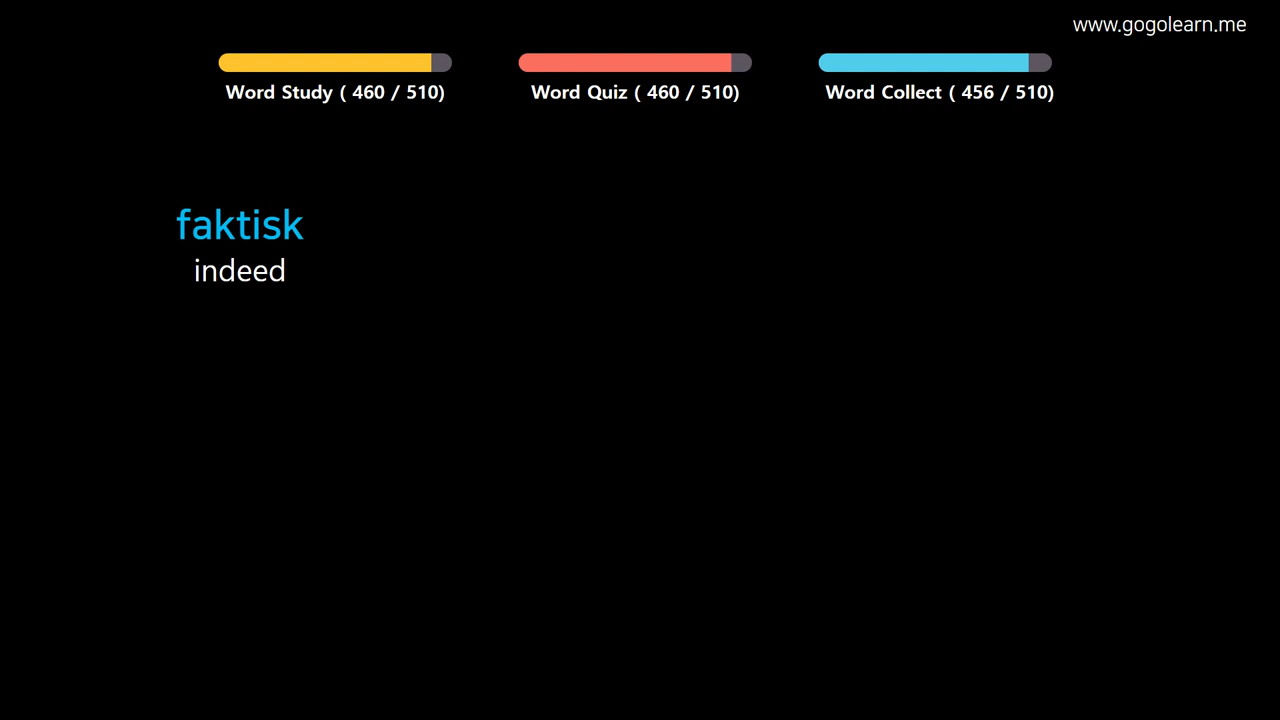 www.gogolearn.me
Word Study ( 460 / 510)
Word Quiz ( 460 / 510)
Word Collect ( 456 / 510)
faktisk
indeed